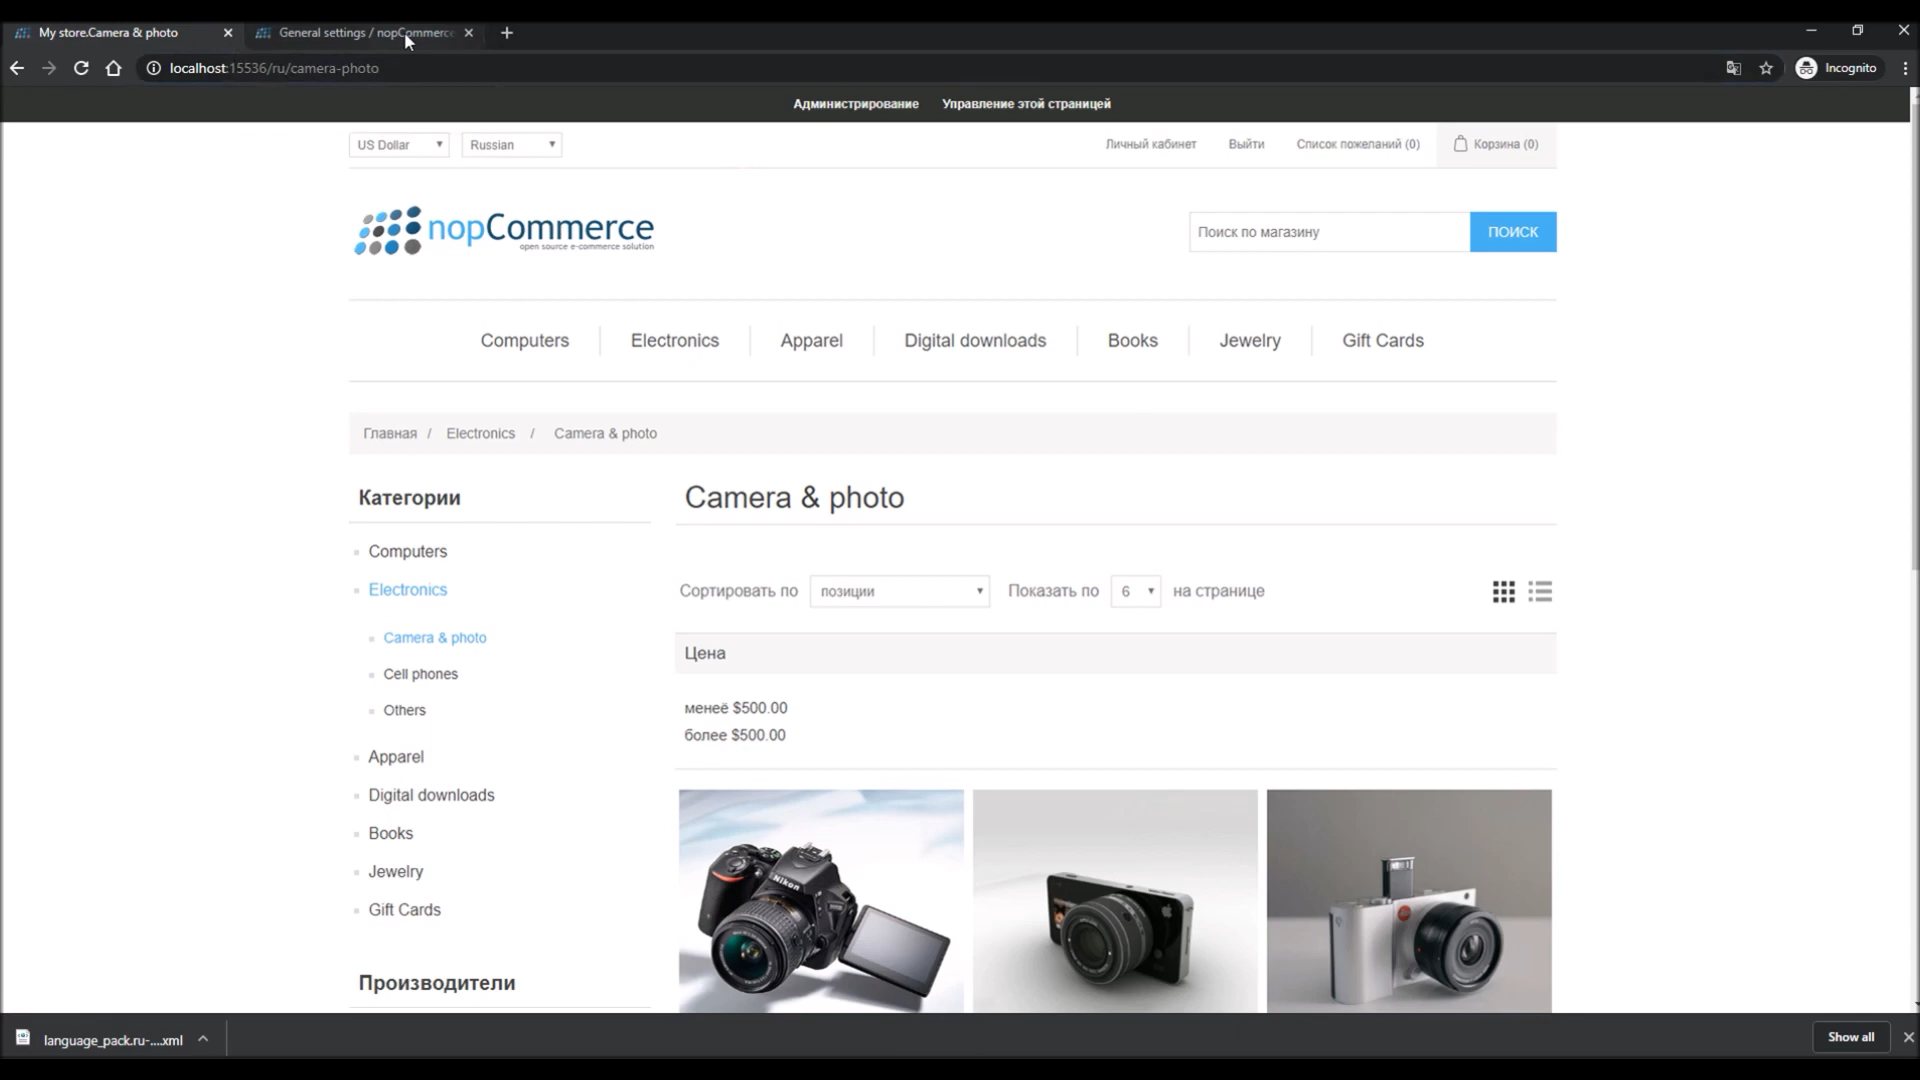 My store.Camera & photo
General settings / nopCommerce
localhost:15536/ru/camera-photo
Incognito
Администрирование Управление этой страницей
US Dollar Russian Личный кабинет Выйти Список пожеланий (0) Корзина (0)
nopCommerce
open source e-commerce solution
Поиск по магазину ПОИСК
Computers Electronics Apparel Digital downloads Books Jewelry Gift Cards
Главная / Electronics / Camera & photo
Категории
Computers
Electronics
Camera & photo
Cell phones
Others
Apparel
Digital downloads
Books
Jewelry
Gift Cards
Производители
Camera & photo
Сортировать по позиции Показать по 6 на странице
Цена
менеё $500.00
более $500.00
Nikon
language_pack.ru-....xml
Show all